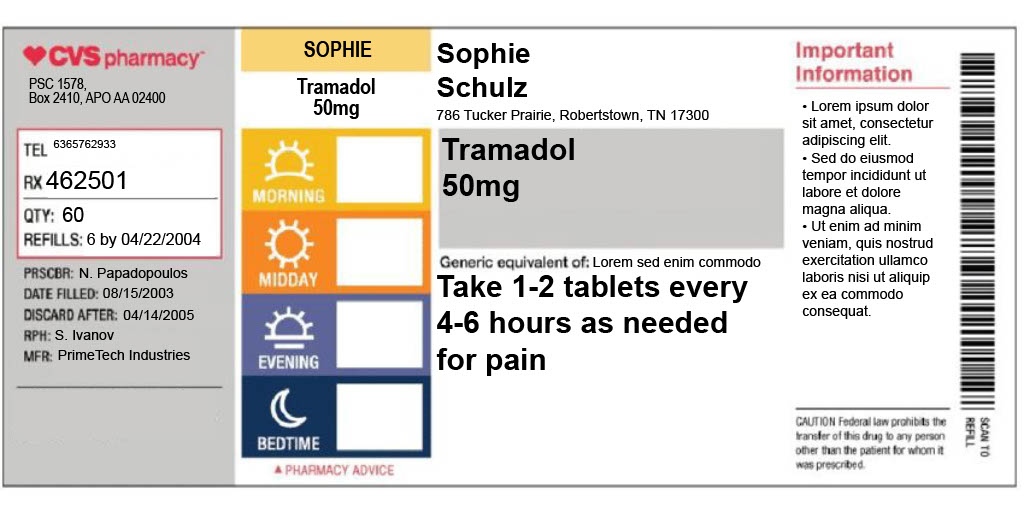 CVS pharmacy
PSC 1578,
Box 2410, APO AA 02400
TEL 6365762933
RX 462501
QTY: 60
REFILLS: 6 by 04/22/2004
PRSCBR: N. Papadopoulos
DATE FILLED: 08/15/2003
DISCARD AFTER: 04/14/2005
RPH: S. Ivanov
MFR: PrimeTech Industries
SOPHIE
Tramadol
50mg
MORNING
MIDDAY
EVENING
BEDTIME
▲ PHARMACY ADVICE
Sophie
Schulz
786 Tucker Prairie, Robertstown, TN 17300
Tramadol
50mg
Generic equivalent of: Lorem sed enim commodo
Take 1-2 tablets every
4-6 hours as needed
for pain
Important
Information
• Lorem ipsum dolor
sit amet, consectetur
adipiscing elit.
• Sed do eiusmod
tempor incididunt ut
labore et dolore
magna aliqua.
• Ut enim ad minim
veniam, quis nostrud
exercitation ullamco
laboris nisi ut aliquip
ex ea commodo
consequat.
CAUTION Federal law prohibits the
transfer of this drug to any person
other than the patient for whom it
was prescribed.
SCAN TO
REFILL